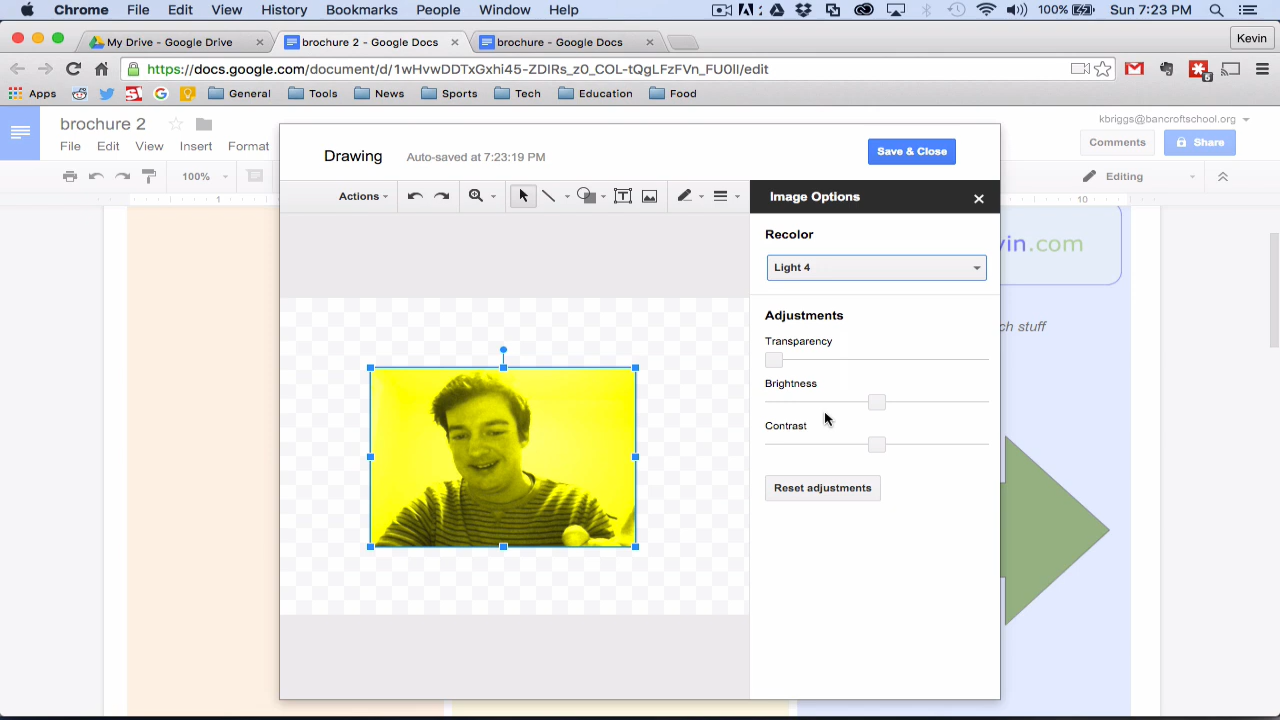 Chrome File Edit View History Bookmarks People Window Help 100% Sun 7:23 PM
My Drive - Google Drive brochure 2 - Google Docs brochure - Google Docs Kevin
https://docs.google.com/document/d/1wHvwDDTxGxhi45-ZDIRs_z0_COL-tQgLFzFVn_FU0II/edit
Apps General Tools News Sports Tech Education Food
brochure 2
kbriggs@bancroftschool.org
File Edit View Insert Format
Comments Share
100% Editing
1 10
Drawing Auto-saved at 7:23:19 PM Save & Close
Actions
Image Options
Recolor
Light 4
vin.com
Adjustments
ch stuff
Transparency
Brightness
Contrast
Reset adjustments